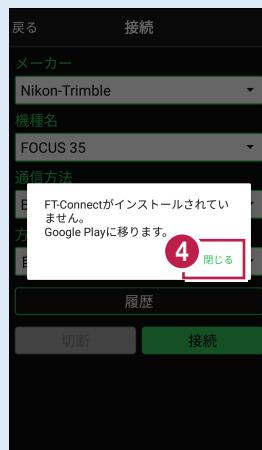 戻る 接続
メーカー
Nikon-Trimble
機種名
FOCUS 35
通信方法
B
FT-Connectがインストールされてい
ません。
Google Playに移ります。
方
自
4
閉じる
履歴
切断 接続